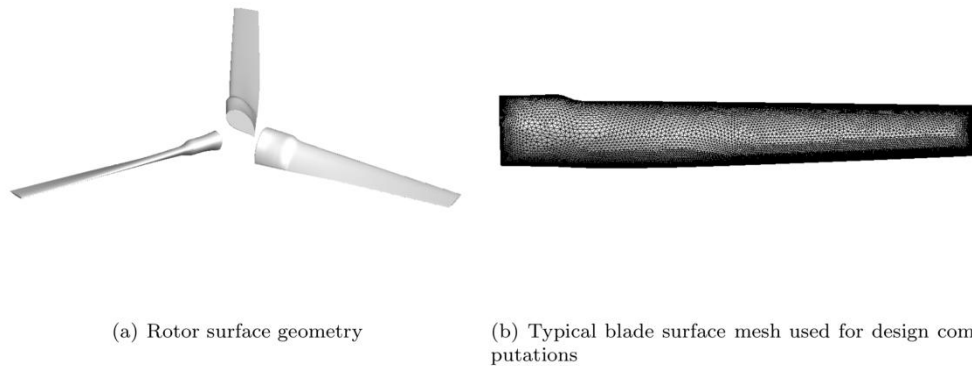 (a) Rotor surface geometry
(b) Typical blade surface mesh used for design com
putations